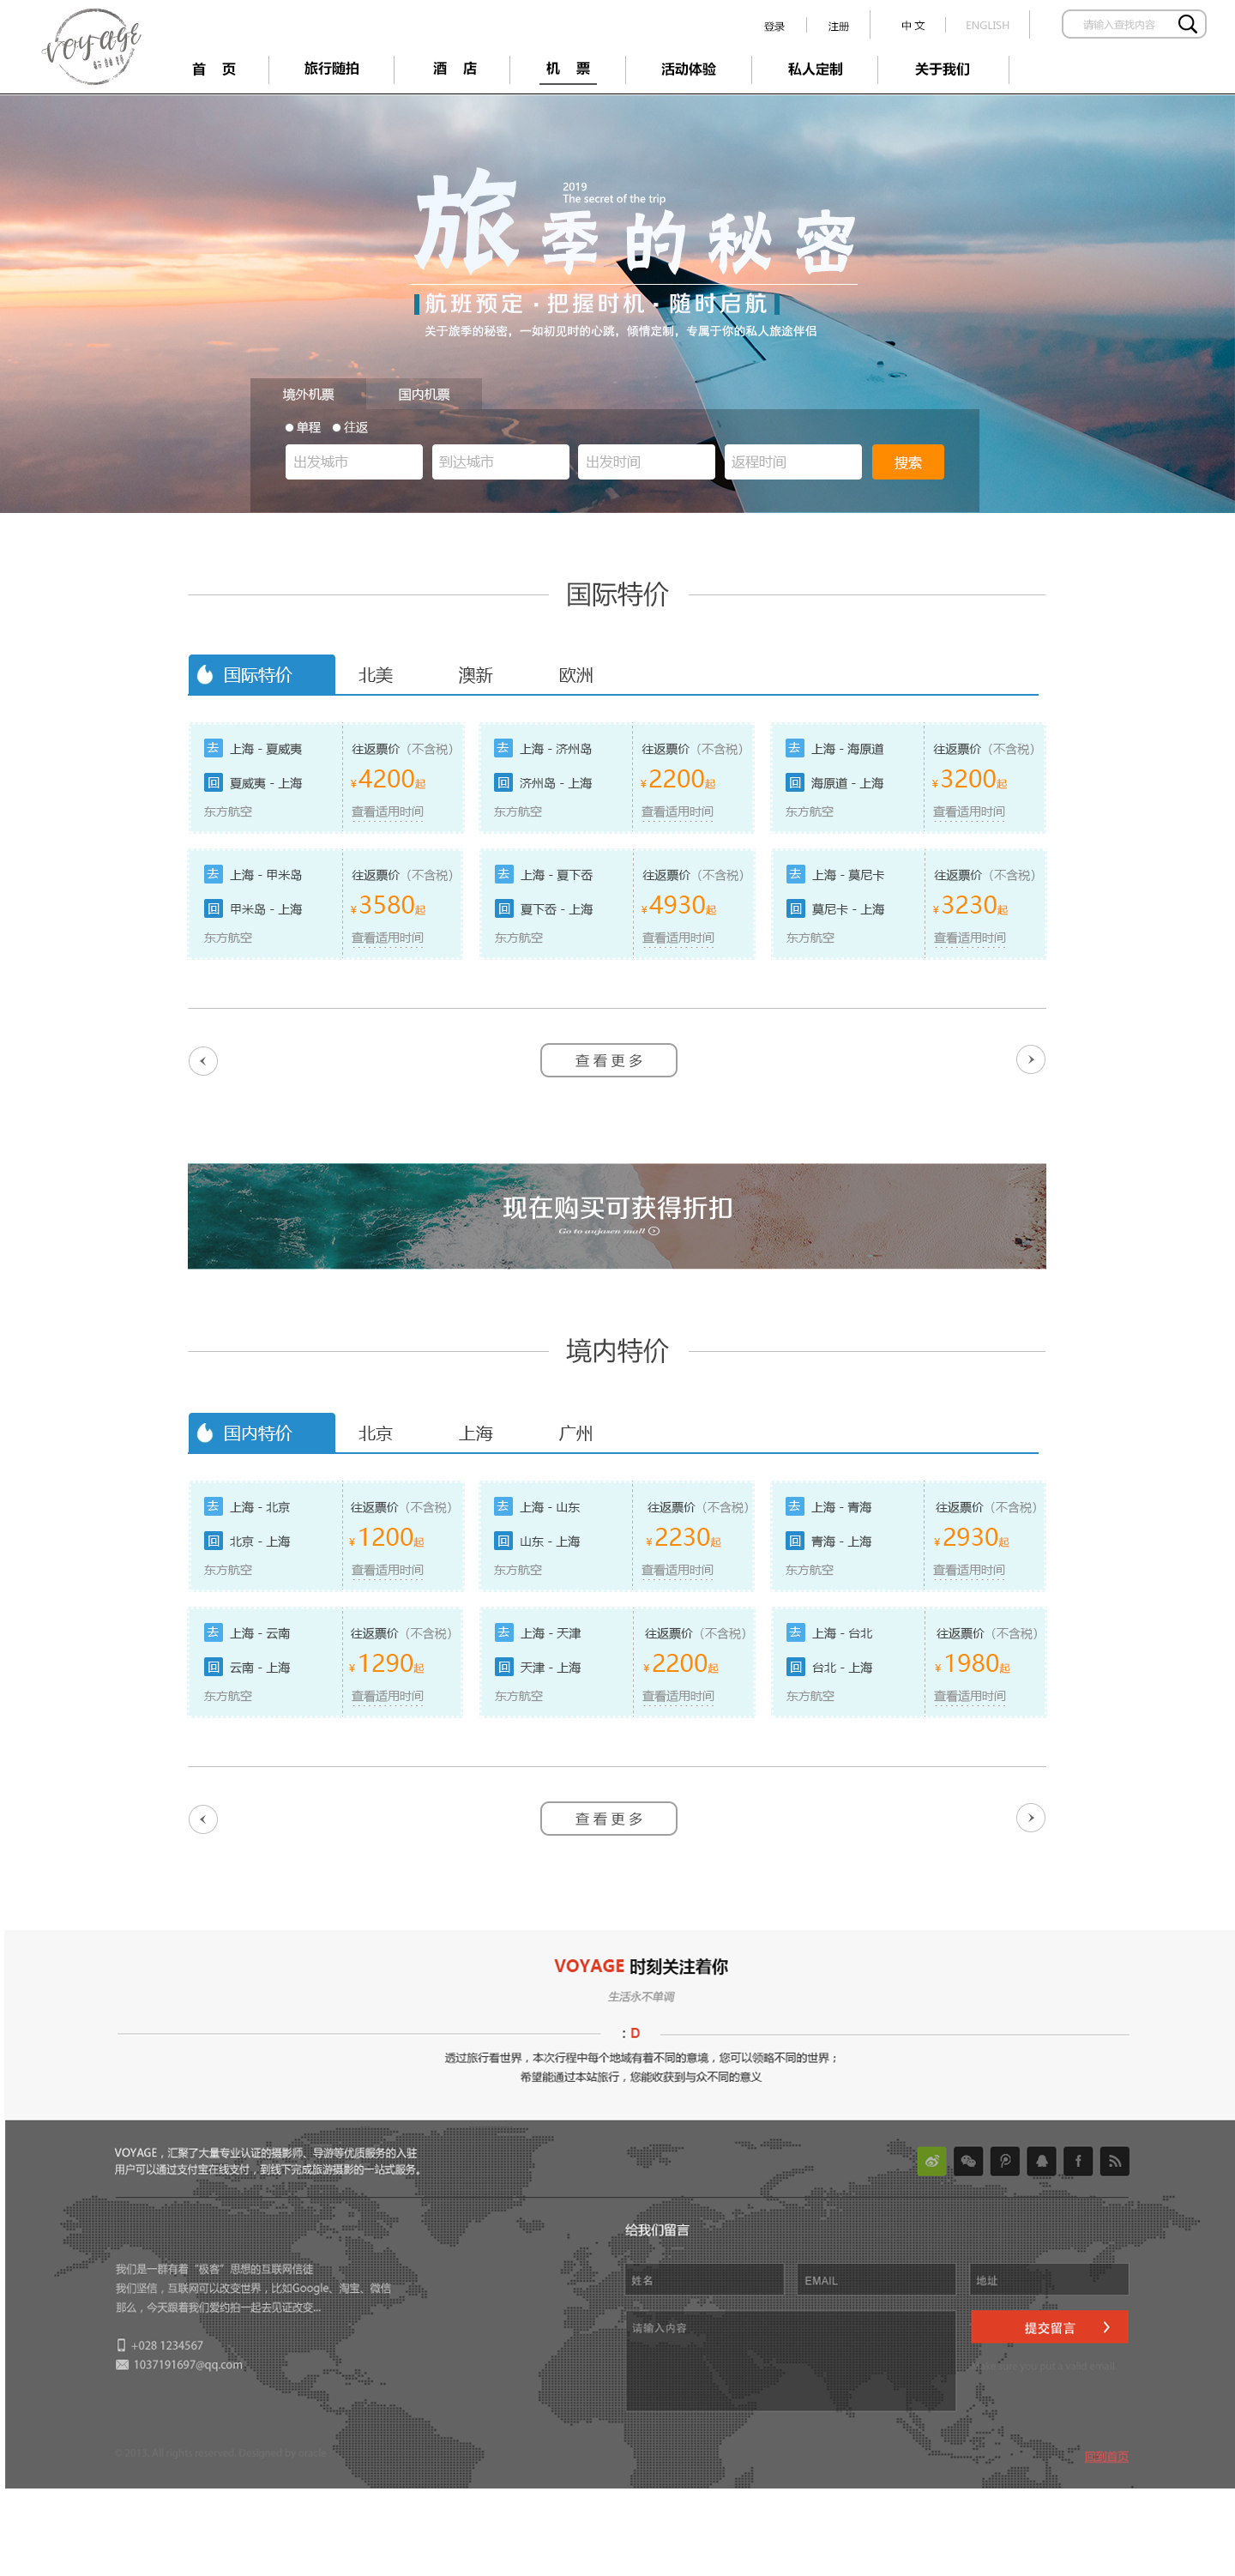 voyage
登录
注册
中 文
ENGLISH
请输入查找内容
首 页
旅行随拍
酒 店
机 票
活动体验
私人定制
关于我们
2019
The secret of the trip
旅季的秘密
航班预定·把握时机·随时启航
关于旅季的秘密，一如初见时的心跳，倾情定制，专属于你的私人旅途伴侣
境外机票
国内机票
单程
往返
出发城市
到达城市
出发时间
返程时间
搜索
国际特价
国际特价
北美
澳新
欧洲
去 上海 - 夏威夷
往返票价（不含税）
回 夏威夷 - 上海
¥4200起
东方航空
查看适用时间
去 上海 - 济州岛
往返票价（不含税）
回 济州岛 - 上海
¥2200起
东方航空
查看适用时间
去 上海 - 海原道
往返票价（不含税）
回 海原道 - 上海
¥3200起
东方航空
查看适用时间
去 上海 - 甲米岛
往返票价（不含税）
回 甲米岛 - 上海
¥3580起
东方航空
查看适用时间
去 上海 - 夏下岙
往返票价（不含税）
回 夏下岙 - 上海
¥4930起
东方航空
查看适用时间
去 上海 - 莫尼卡
往返票价（不含税）
回 莫尼卡 - 上海
¥3230起
东方航空
查看适用时间
查看更多
现在购买可获得折扣
Go to aujasen mall
境内特价
国内特价
北京
上海
广州
去 上海 - 北京
往返票价（不含税）
回 北京 - 上海
¥1200起
东方航空
查看适用时间
去 上海 - 山东
往返票价（不含税）
回 山东 - 上海
¥2230起
东方航空
查看适用时间
去 上海 - 青海
往返票价（不含税）
回 青海 - 上海
¥2930起
东方航空
查看适用时间
去 上海 - 云南
往返票价（不含税）
回 云南 - 上海
¥1290起
东方航空
查看适用时间
去 上海 - 天津
往返票价（不含税）
回 天津 - 上海
¥2200起
东方航空
查看适用时间
去 上海 - 台北
往返票价（不含税）
回 台北 - 上海
¥1980起
东方航空
查看适用时间
查看更多
VOYAGE 时刻关注着你
生活永不单调
: D
透过旅行看世界，本次行程中每个地域有着不同的意境，您可以领略不同的世界；
希望能通过本站旅行，您能收获到与众不同的意义
VOYAGE，汇聚了大量专业认证的摄影师、导游等优质服务的入驻
用户可以通过支付宝在线支付，到线下完成旅游摄影的一站式服务。
给我们留言
我们是一群有着“极客”思想的互联网信徒
我们坚信，互联网可以改变世界，比如Google、淘宝、微信
那么，今天跟着我们爱约拍一起去见证改变...
+028 1234567
1037191697@qq.com
姓名
EMAIL
地址
请输入内容
提交留言
回到首页